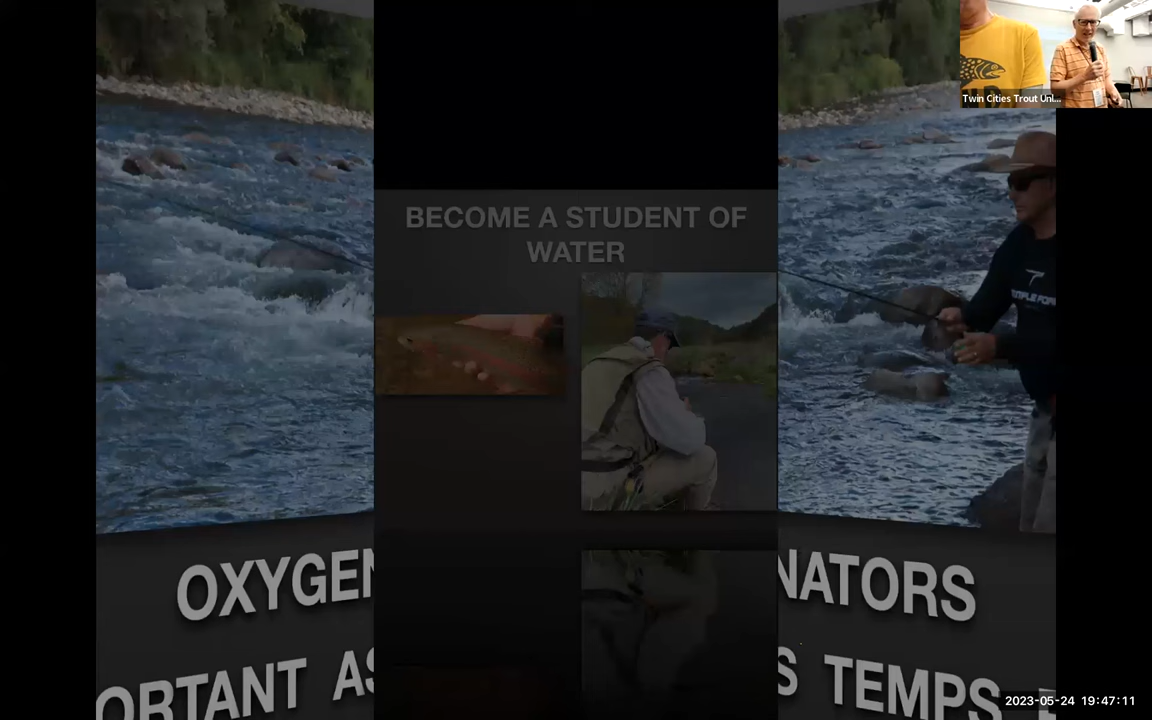 BECOME A STUDENT OF
WATER
OXYGEN
NATORS
ORTANT AS
S TEMPS
Twin Cities Trout Unl...
2023-05-24 19:47:11